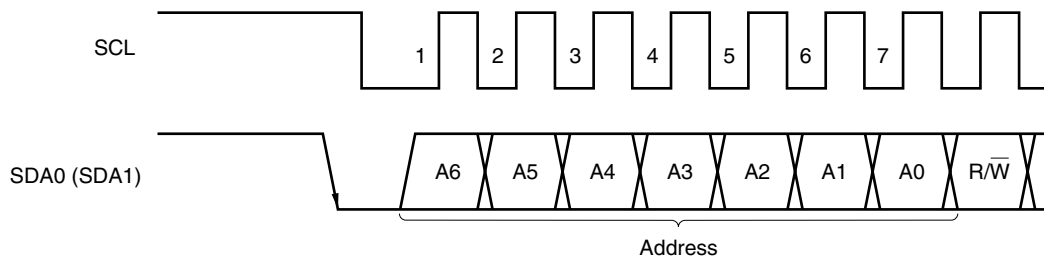 SCL
1 2 3 4 5 6 7
SDA0 (SDA1)
A6 A5 A4 A3 A2 A1 A0 R/W̅
Address